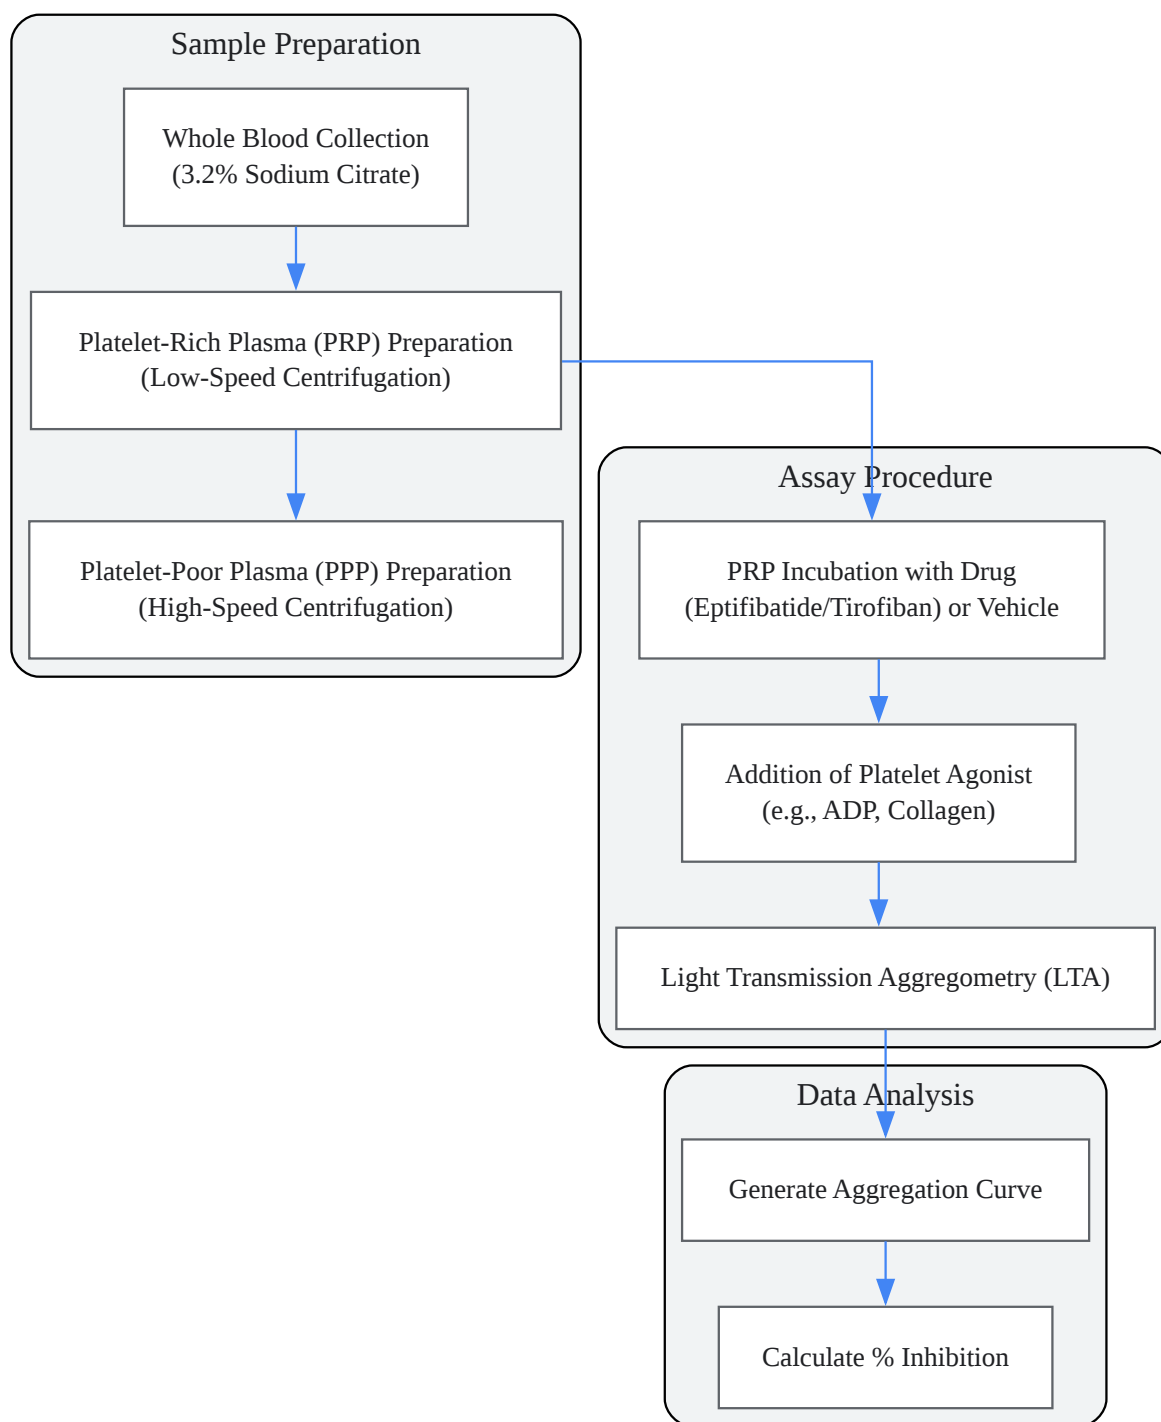 Sample Preparation
Whole Blood Collection
(3.2% Sodium Citrate)
Platelet-Rich Plasma (PRP) Preparation
(Low-Speed Centrifugation)
Platelet-Poor Plasma (PPP) Preparation
(High-Speed Centrifugation)
Assay Procedure
PRP Incubation with Drug
(Eptifibatide/Tirofiban) or Vehicle
Addition of Platelet Agonist
(e.g., ADP, Collagen)
Light Transmission Aggregometry (LTA)
Data Analysis
Generate Aggregation Curve
Calculate % Inhibition